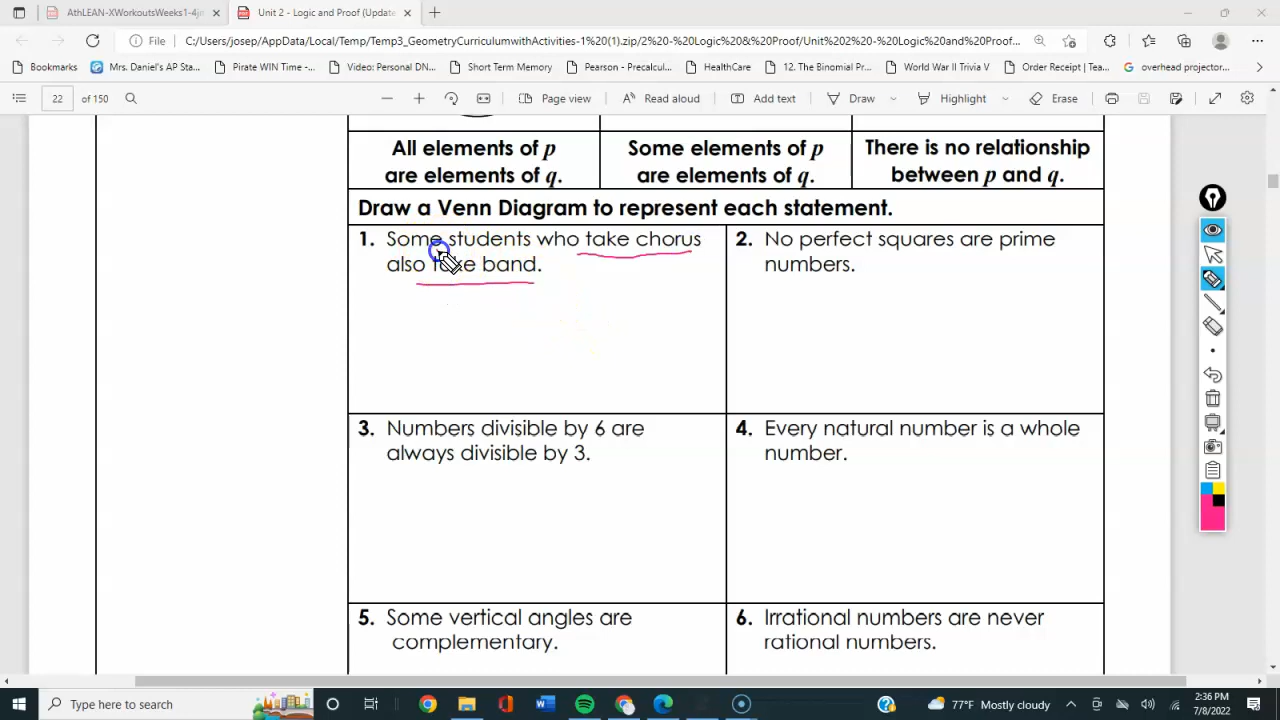 AthLEAN-XWorkoutsWeeks1-4jn
Unit 2 - Logic and Proof (Update
File
C:/Users/josep/AppData/Local/Temp/Temp3_GeometryCurriculumwithActivities-1%20(1).zip/2%20-%20Logic%20&%20Proof/Unit%202%20-%20Logic%20and%20Proof...
Bookmarks
Mrs. Daniel's AP Sta...
Pirate WIN Time -...
Video: Personal DN...
Short Term Memory
Pearson - Precalcul...
HealthCare
12. The Binomial Pr...
World War II Trivia V
Order Receipt | Tea...
overhead projector...
22 of 150
Page view
Read aloud
Add text
Draw
Highlight
Erase
All elements of p
are elements of q.
Some elements of p
are elements of q.
There is no relationship
between p and q.
Draw a Venn Diagram to represent each statement.
1. Some students who take chorus
also take band.
2. No perfect squares are prime
numbers.
3. Numbers divisible by 6 are
always divisible by 3.
4. Every natural number is a whole
number.
5. Some vertical angles are
complementary.
6. Irrational numbers are never
rational numbers.
Type here to search
77°F Mostly cloudy
2:36 PM
7/8/2022